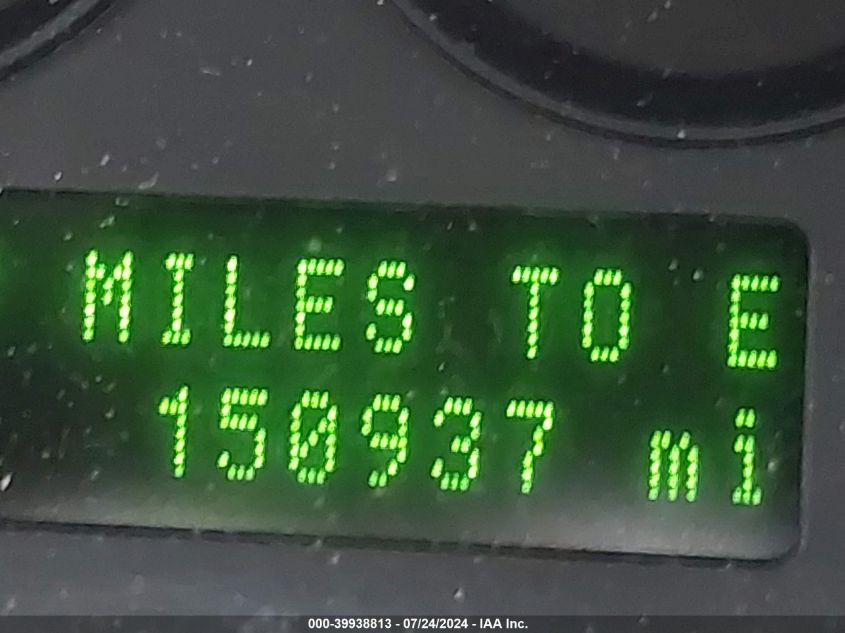 MILES TO E
150937 mi
000-39938813 - 07/24/2024 - IAA Inc.